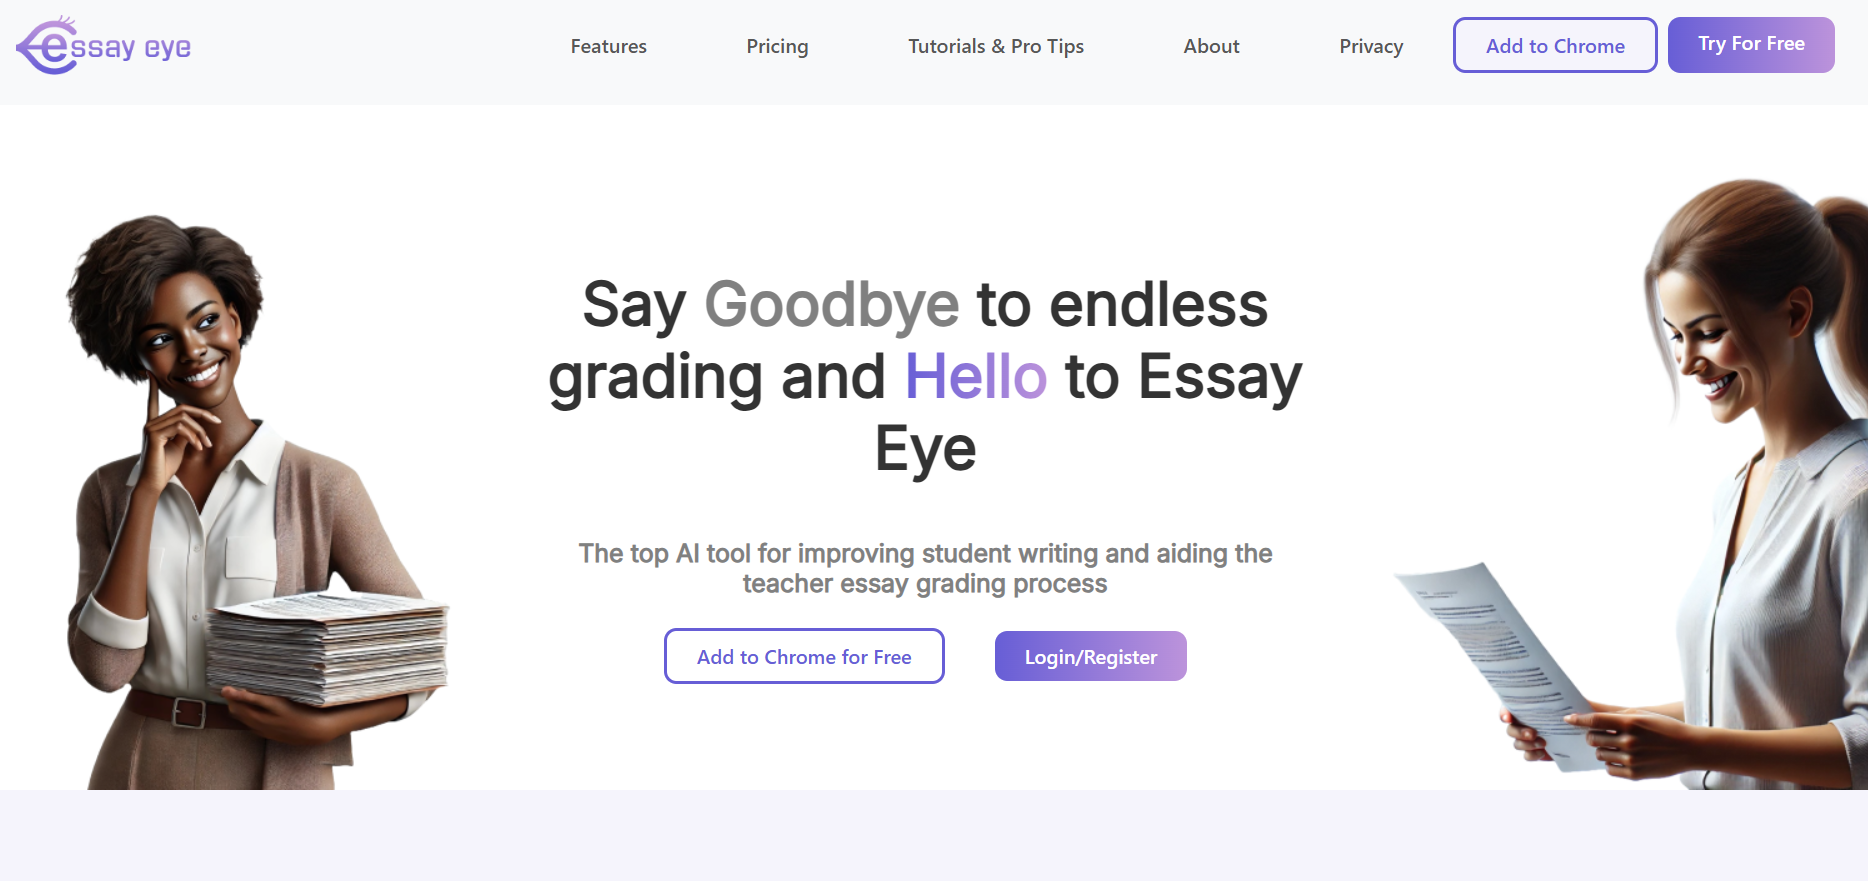 essay eye
Features
Pricing
Tutorials & Pro Tips
About
Privacy
Add to Chrome
Try For Free
Say Goodbye to endless
grading and Hello to Essay
Eye
The top AI tool for improving student writing and aiding the
teacher essay grading process
Add to Chrome for Free
Login/Register